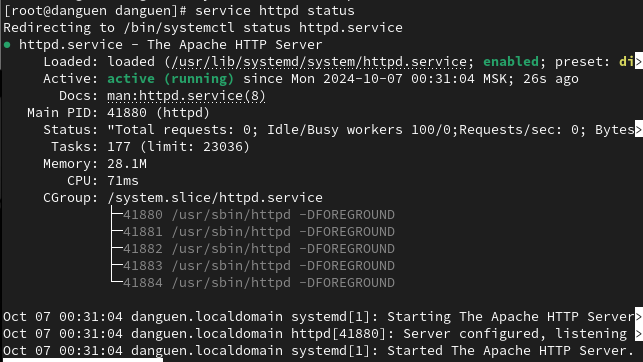 [root@danguen danguen]# service httpd status
Redirecting to /bin/systemctl status httpd.service
● httpd.service - The Apache HTTP Server
     Loaded: loaded (/usr/lib/systemd/system/httpd.service; enabled; preset: di>
     Active: active (running) since Mon 2024-10-07 00:31:04 MSK; 26s ago
       Docs: man:httpd.service(8)
   Main PID: 41880 (httpd)
     Status: "Total requests: 0; Idle/Busy workers 100/0;Requests/sec: 0; Bytes>
      Tasks: 177 (limit: 23036)
     Memory: 28.1M
        CPU: 71ms
     CGroup: /system.slice/httpd.service
             ├─41880 /usr/sbin/httpd -DFOREGROUND
             ├─41881 /usr/sbin/httpd -DFOREGROUND
             ├─41882 /usr/sbin/httpd -DFOREGROUND
             ├─41883 /usr/sbin/httpd -DFOREGROUND
             └─41884 /usr/sbin/httpd -DFOREGROUND
Oct 07 00:31:04 danguen.localdomain systemd[1]: Starting The Apache HTTP Server>
Oct 07 00:31:04 danguen.localdomain httpd[41880]: Server configured, listening >
Oct 07 00:31:04 danguen.localdomain systemd[1]: Started The Apache HTTP Server